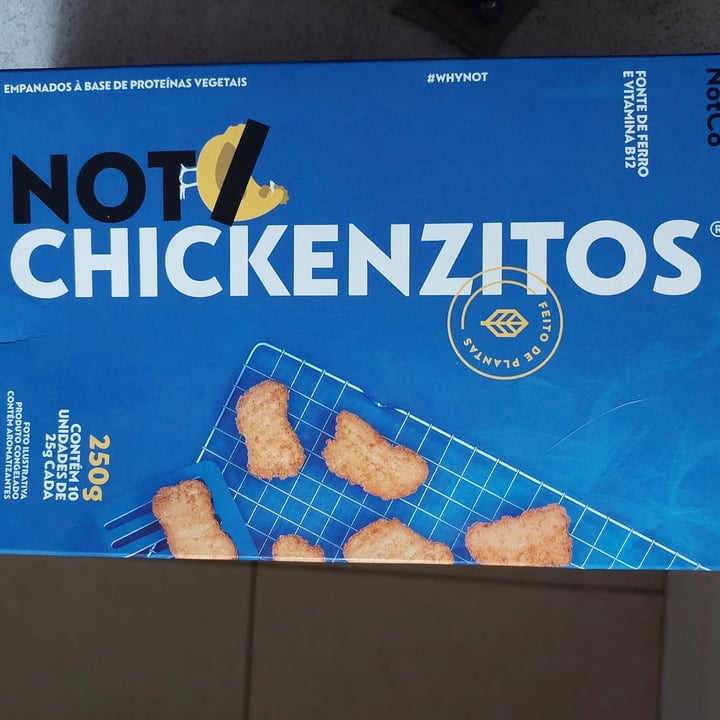 EMPANADOS À BASE DE PROTEÍNAS VEGETAIS
#WHYNOT
FONTE DE FERRO
E VITAMINA B12
NotCo
NOT
CHICKENZITOS®
FEITO DE PLANTAS
250g
CONTÉM 10
UNIDADES DE
25g CADA
FOTO ILUSTRATIVA
PRODUTO CONGELADO
CONTÉM AROMATIZANTES